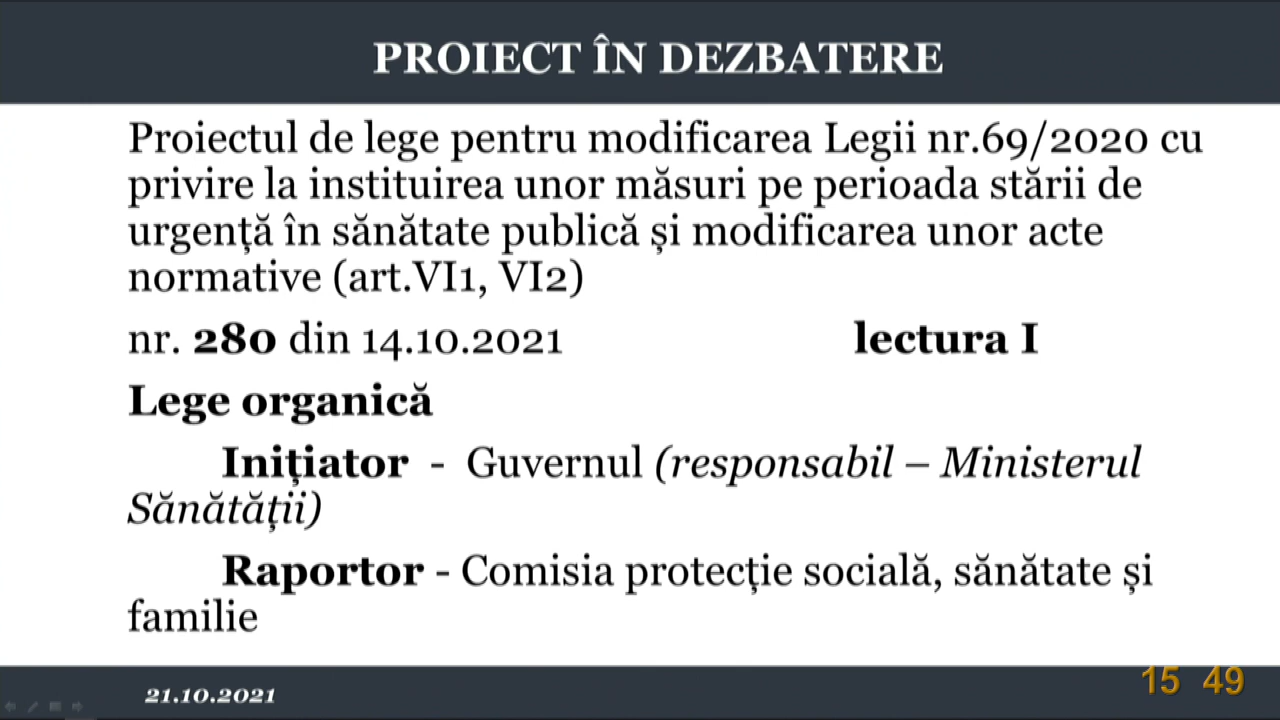 PROIECT ÎN DEZBATERE
Proiectul de lege pentru modificarea Legii nr.69/2020 cu
privire la instituirea unor măsuri pe perioada stării de
urgență în sănătate publică și modificarea unor acte
normative (art.VI1, VI2)
nr. 280 din 14.10.2021 lectura I
Lege organică
Inițiator - Guvernul (responsabil – Ministerul
Sănătății)
Raportor - Comisia protecție socială, sănătate și
familie
21.10.2021
15 49